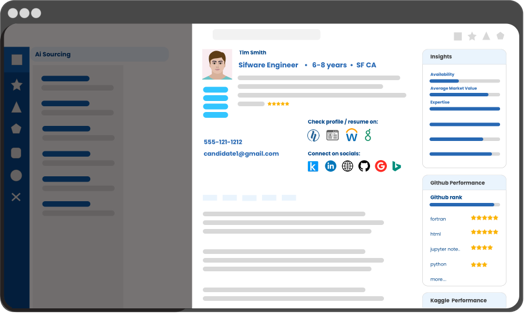 Ai Sourcing
Tim Smith
Sifware Engineer • 6-8 years • SF CA
Check profile / resume on:
555-121-1212
candidate1@gmail.com
Connect on socials:
Insights
Availability
Average Market Value
Expertise
Github Performance
Github rank
fortran
html
jupyter note..
python
more...
Kaggle Performance